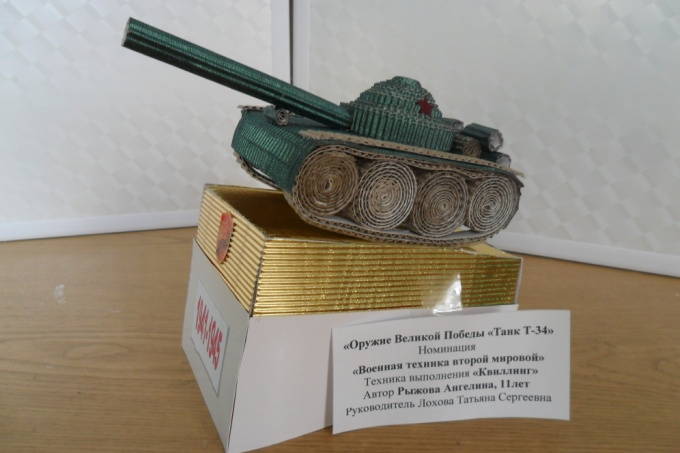 1941-1945
«Оружие Великой Победы «Танк Т-34»
Номинация
«Военная техника второй мировой»
Техника выполнения «Квиллинг»
Автор Рыжова Ангелина, 11лет
Руководитель Лохова Татьяна Сергеевна